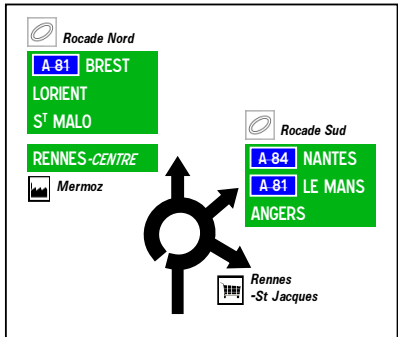 Rocade Nord
A 81 BREST
LORIENT
Sᵀ MALO
RENNES-CENTRE
Mermoz
Rocade Sud
A 84 NANTES
A 81 LE MANS
ANGERS
Rennes
-St Jacques